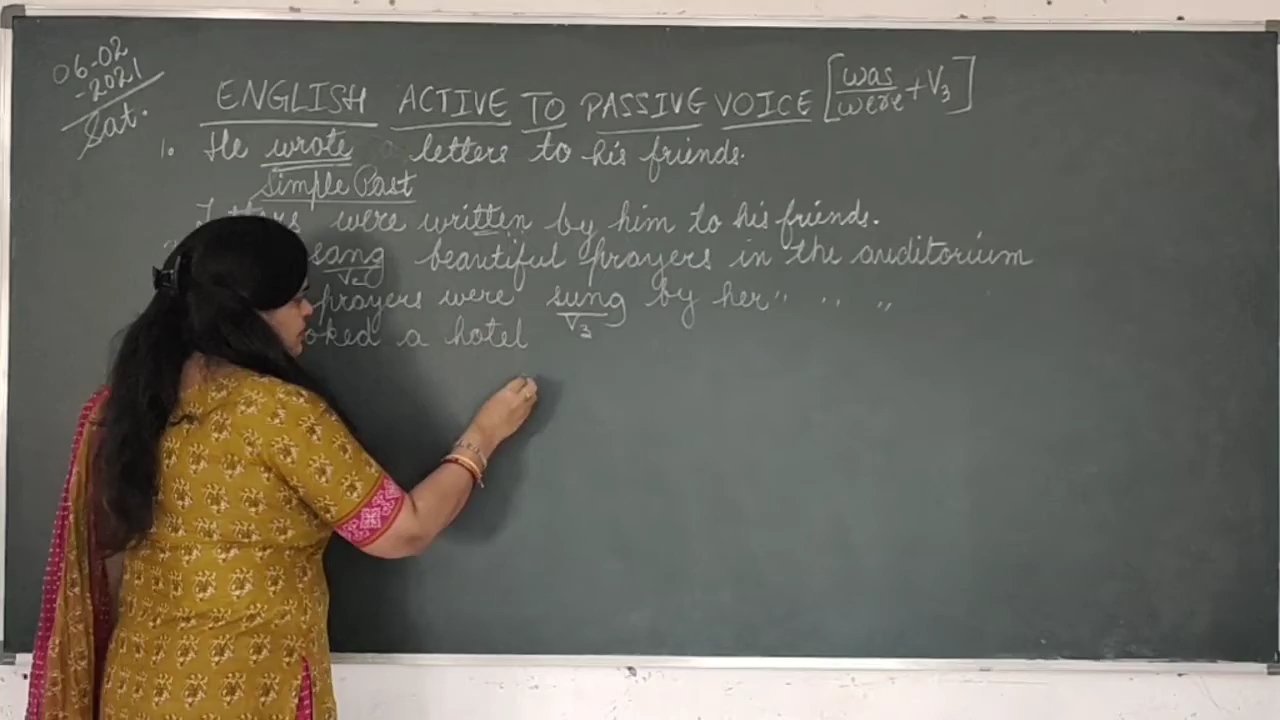 06-02
-2021
Sat.
ENGLISH ACTIVE TO PASSIVE VOICE [was/were + V3]
1. He wrote letters to his friends.
Simple Past
Letters were written by him to his friends.
sang beautiful prayers in the auditorium
V2
prayers were sung by her " " "
V3
oked a hotel